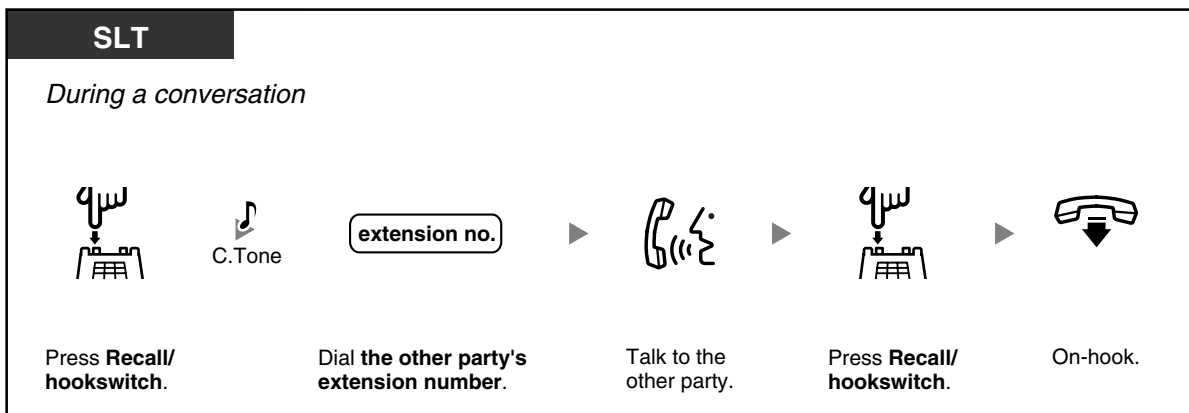 SLT
During a conversation
C.Tone
extension no.
Press Recall/
hookswitch.
Dial the other party's
extension number.
Talk to the
other party.
Press Recall/
hookswitch.
On-hook.